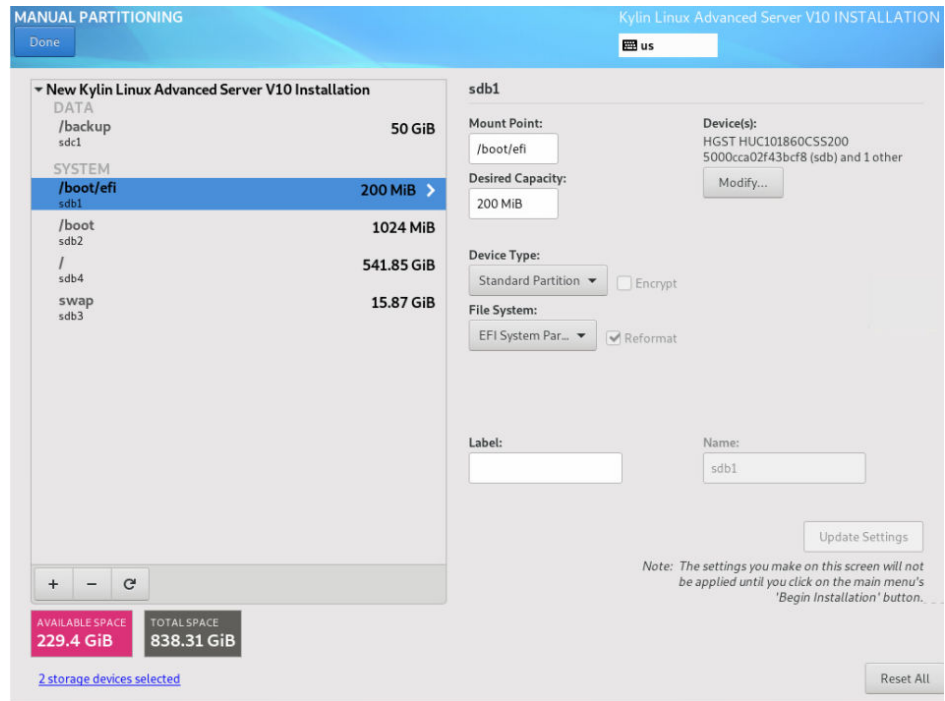 MANUAL PARTITIONING
Kylin Linux Advanced Server V10 INSTALLATION
Done
us
New Kylin Linux Advanced Server V10 Installation
DATA
/backup 50 GiB
sdc1
SYSTEM
/boot/efi 200 MiB
sdb1
/boot 1024 MiB
sdb2
/ 541.85 GiB
sdb4
swap 15.87 GiB
sdb3
+ −
AVAILABLE SPACE
229.4 GiB
TOTAL SPACE
838.31 GiB
2 storage devices selected
sdb1
Mount Point:
/boot/efi
Device(s):
HGST HUC101860CSS200
5000cca02f43bcf8 (sdb) and 1 other
Modify...
Desired Capacity:
200 MiB
Device Type:
Standard Partition
Encrypt
File System:
EFI System Par...
Reformat
Label:
Name:
sdb1
Update Settings
Note: The settings you make on this screen will not
be applied until you click on the main menu's
'Begin Installation' button.
Reset All